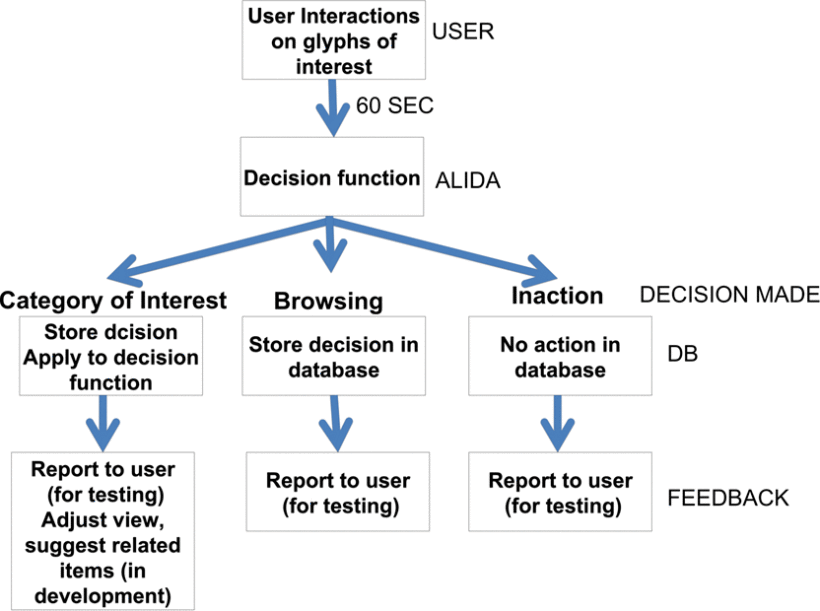 User Interactions
on glyphs of
interest
USER
60 SEC
Decision function
ALIDA
Category of Interest
Browsing
Inaction
DECISION MADE
Store dcision
Apply to decision
function
Store decision in
database
No action in
database
DB
Report to user
(for testing)
Adjust view,
suggest related
items (in
development)
Report to user
(for testing)
Report to user
(for testing)
FEEDBACK